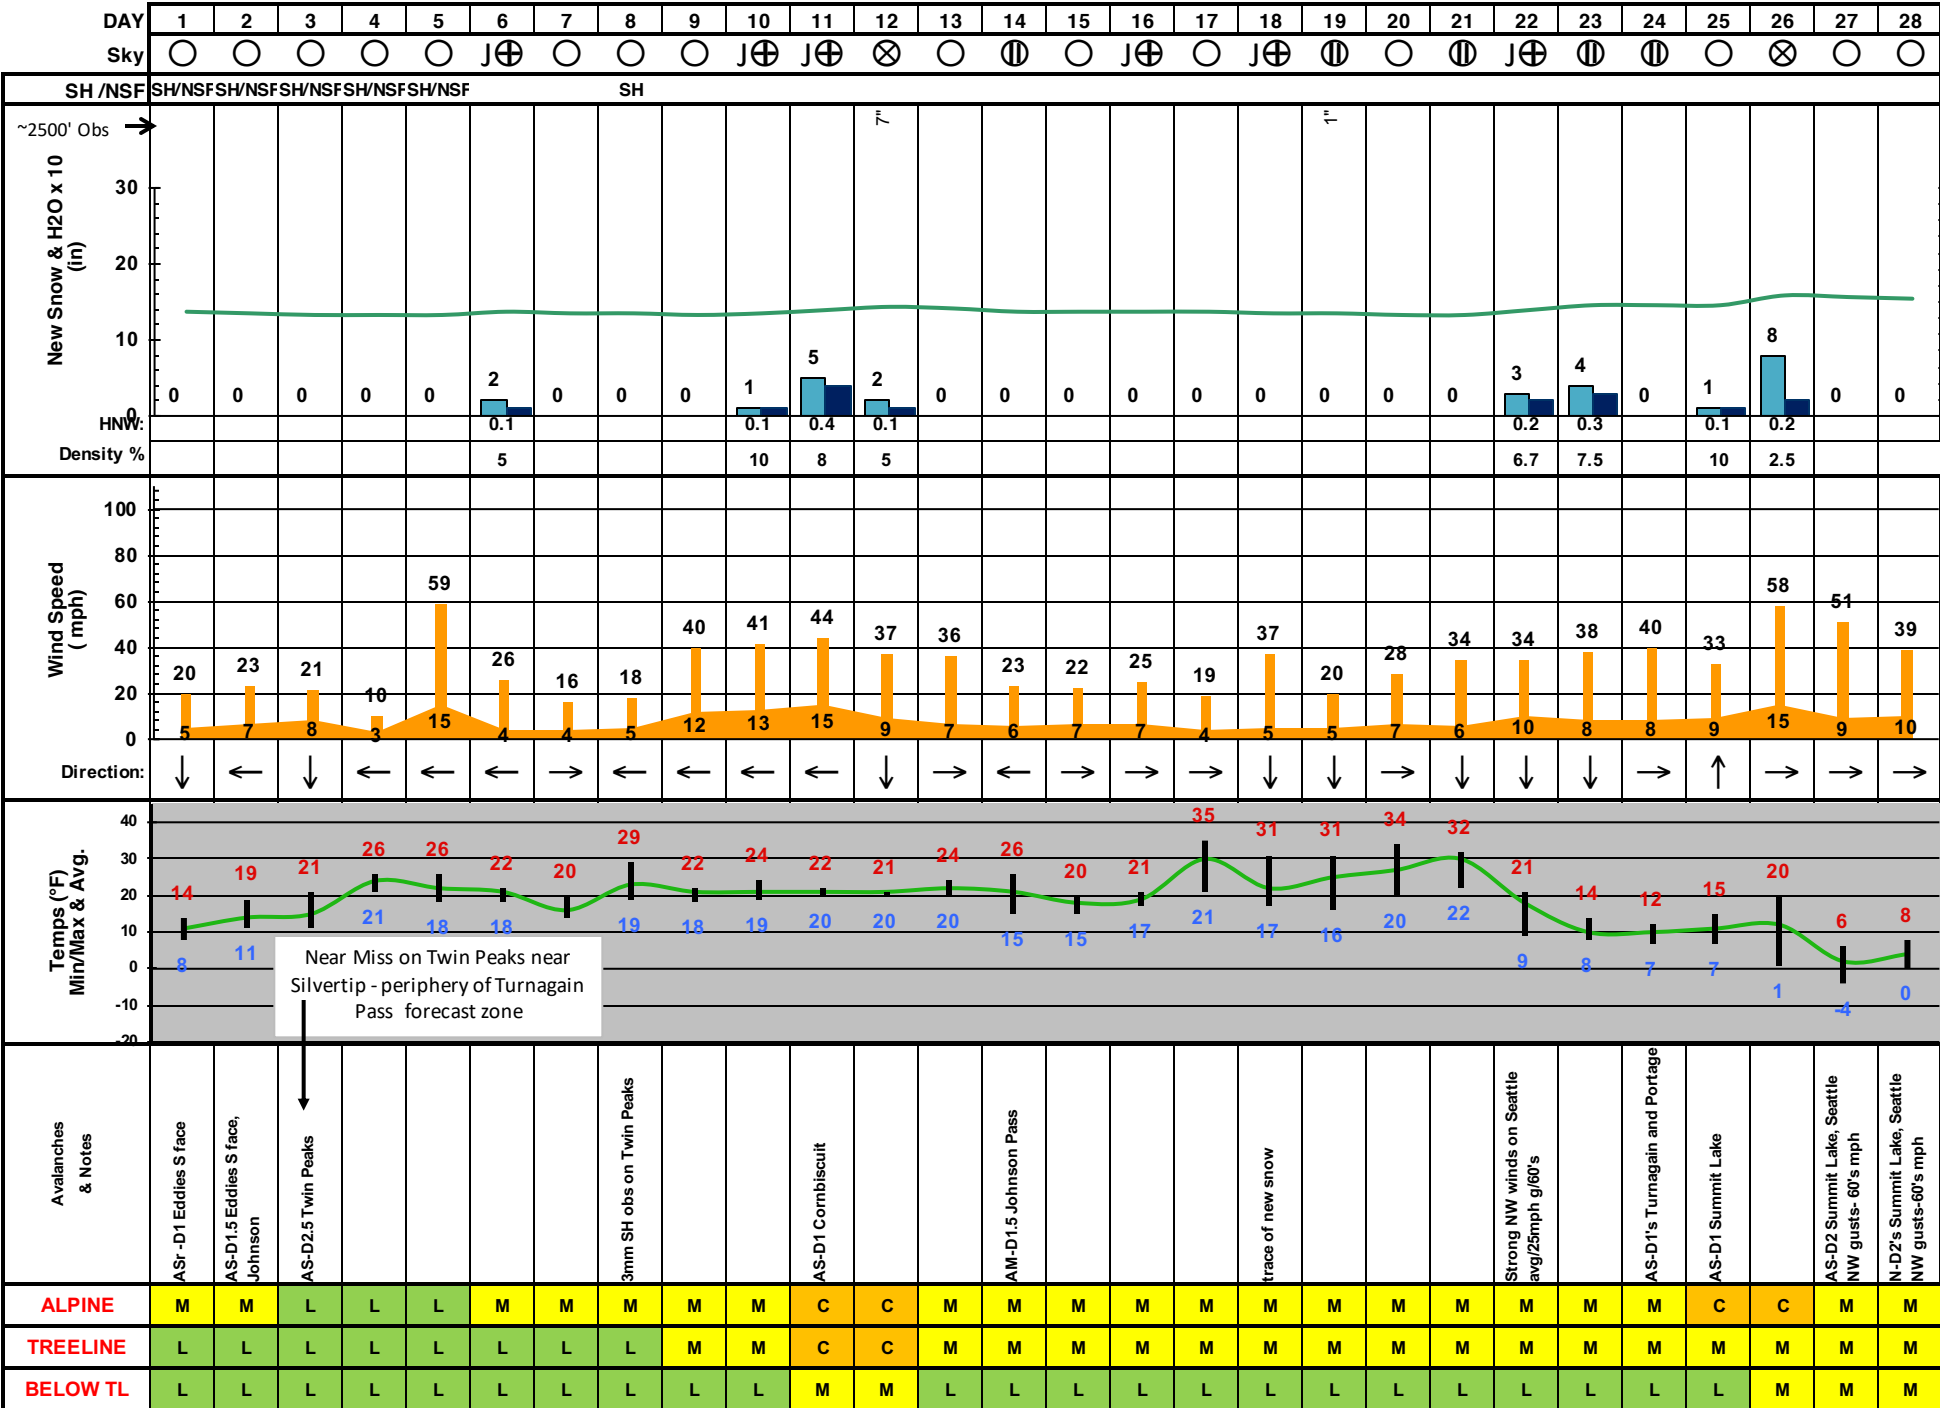 DAY 1 2 3 4 5 6 7 8 9 10 11 12 13 14 15 16 17 18 19 20 21 22 23 24 25 26 27 28
Sky J J J J J J
SH /NSF SH/NSF SH/NSF SH/NSF SH/NSF SH/NSF SH
~2500' Obs 7" 1"
New Snow & H2O x 10
(in)
30
20
10
0
0 0 0 0 0 2 0 0 0 1 5 2 0 0 0 0 0 0 0 0 0 3 4 0 1 8 0 0
HNW: 0.1 0.1 0.4 0.1 0.2 0.3 0.1 0.2
Density % 5 10 8 5 6.7 7.5 10 2.5
Wind Speed
( mph)
100
80
60
40
20
0
20 23 21 10 59 26 16 18 40 41 44 37 36 23 22 25 19 37 20 28 34 34 38 40 33 58 51 39
5 7 8 3 15 4 4 5 12 13 15 9 7 6 7 7 4 5 5 7 6 10 8 8 9 15 9 10
Direction: ↓ ← ↓ ← ← ← → ← ← ← ← ↓ → ← → → → ↓ ↓ → ↓ ↓ ↓ → ↑ → → →
Temps (°F)
Min/Max & Avg.
40
30
20
10
0
-10
-20
14 19 21 26 26 22 20 29 22 24 22 21 24 26 20 21 35 31 31 34 32 21 14 12 15 20 6 8
8 11 21 18 18 19 18 19 20 20 20 15 15 17 21 17 16 20 22 9 8 7 7 1 -4 0
Near Miss on Twin Peaks near
Silvertip - periphery of Turnagain
Pass forecast zone
Avalanches
& Notes
ASr -D1 Eddies S face
AS-D1.5 Eddies S face,
Johnson
AS-D2.5 Twin Peaks
3mm SH obs on Twin Peaks
AS-D1 Cornbiscuit
AM-D1.5 Johnson Pass
trace of new snow
Strong NW winds on Seattle
avg/25mph g/60's
AS-D1's Turnagain and Portage
AS-D1 Summit Lake
AS-D2 Summit Lake, Seattle
NW gusts- 60's mph
N-D2's Summit Lake, Seattle
NW gusts-60's mph
ALPINE M M L L L M M M M M C C M M M M M M M M M M M M C C M M
TREELINE L L L L L L L L M M C C M M M M M M M M M M M M M M M M
BELOW TL L L L L L L L L L L M M L L L L L L L L L L L L L M M M